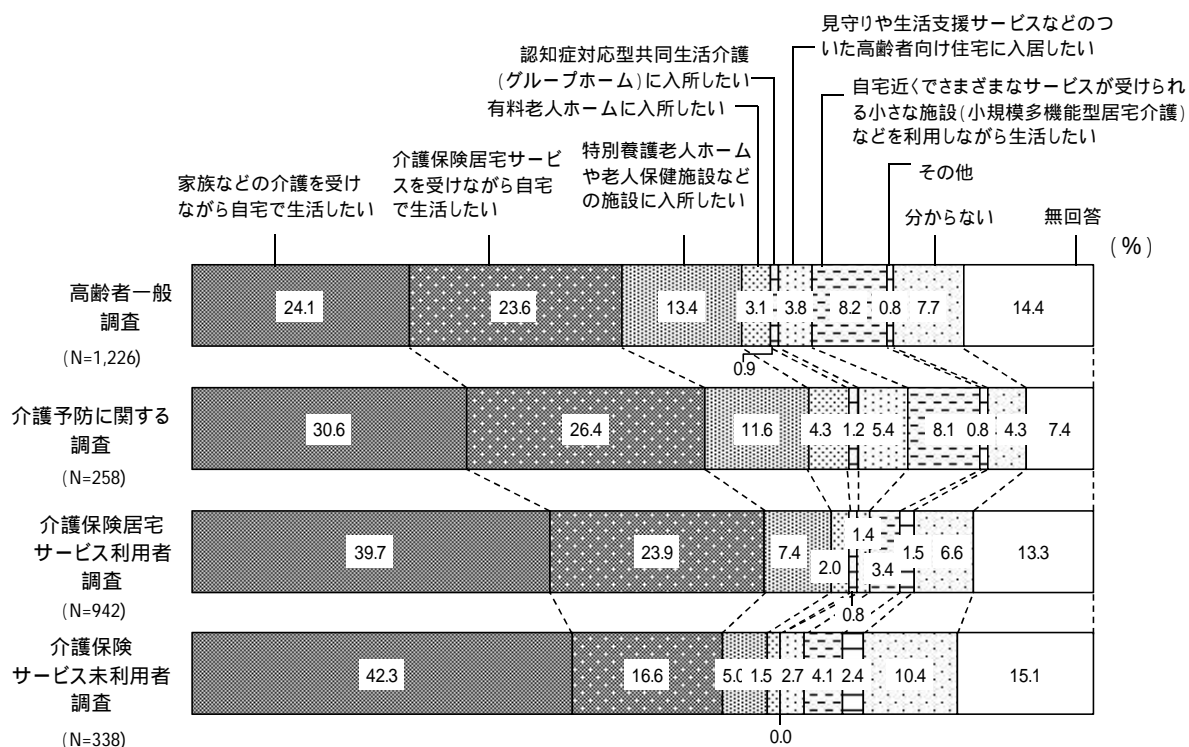 見守りや生活支援サービスなどのつ
いた高齢者向け住宅に入居したい
認知症対応型共同生活介護
(グループホーム)に入所したい
自宅近くでさまざまなサービスが受けられ
る小さな施設(小規模多機能型居宅介護)
などを利用しながら生活したい
有料老人ホームに入所したい
特別養護老人ホーム
や老人保健施設など
の施設に入所したい
介護保険居宅サービ
スを受けながら自宅
で生活したい
家族などの介護を受け
ながら自宅で生活したい
その他
分からない
無回答
(%)
高齢者一般
調査
(N=1,226)
24.1 23.6 13.4 3.1 3.8 8.2 0.8 7.7 14.4
0.9
介護予防に関する
調査
(N=258)
30.6 26.4 11.6 4.3 1.2 5.4 8.1 0.8 4.3 7.4
介護保険居宅
サービス利用者
調査
(N=942)
39.7 23.9 7.4 2.0 1.4 3.4 1.5 6.6 13.3
0.8
介護保険
サービス未利用者
調査
(N=338)
42.3 16.6 5.0 1.5 2.7 4.1 2.4 10.4 15.1
0.0